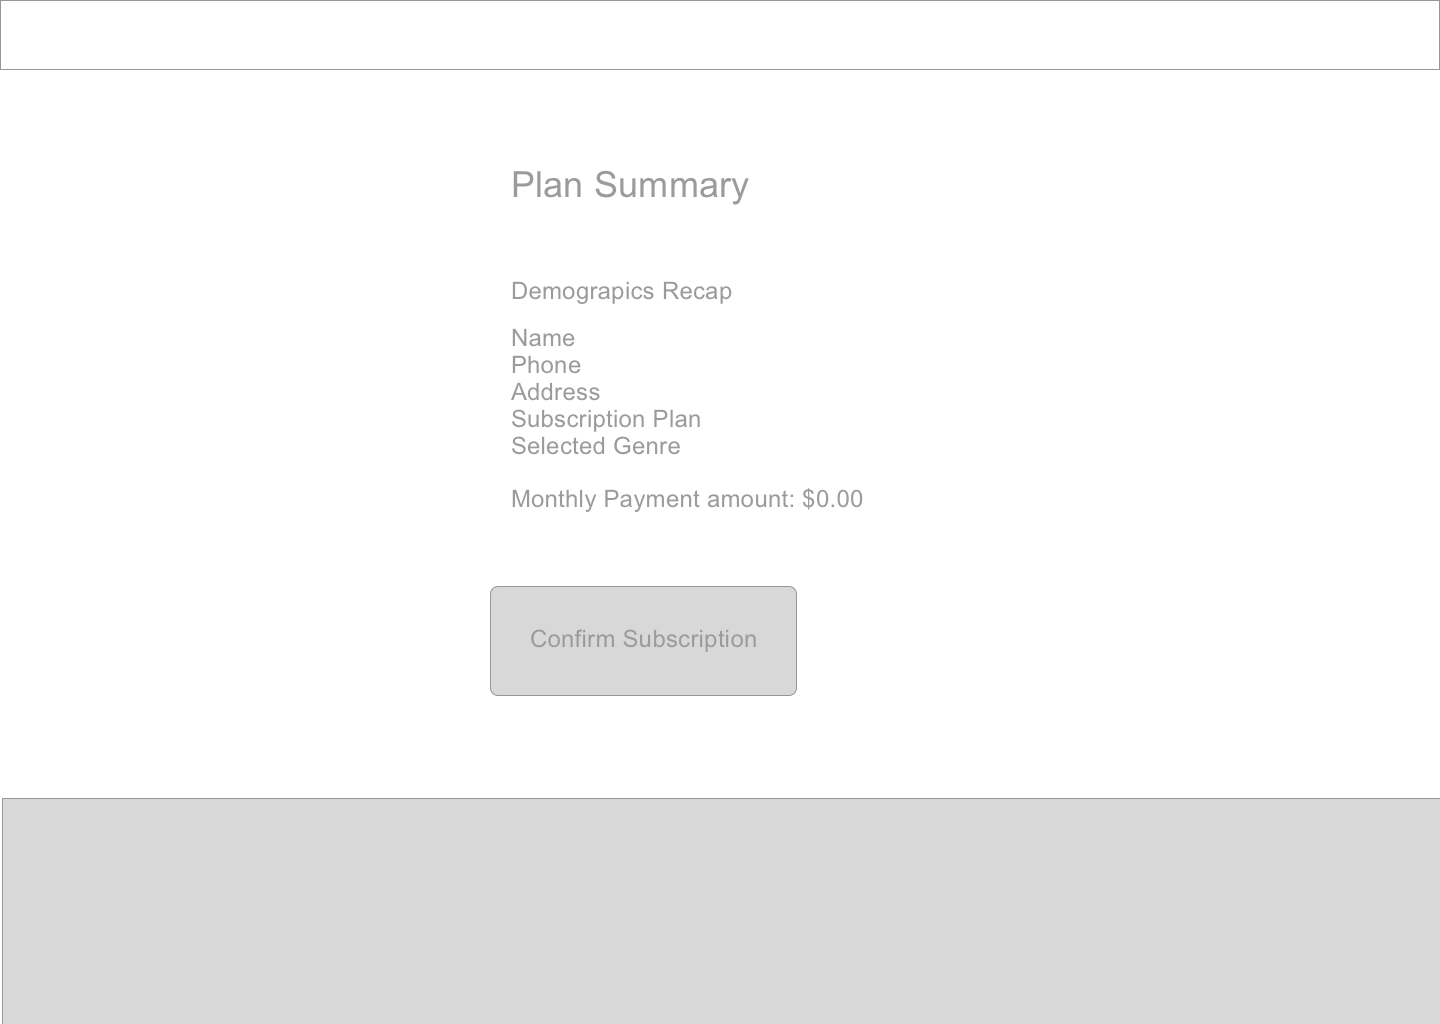 Plan Summary
Demograpics Recap
Name
Phone
Address
Subscription Plan
Selected Genre
Monthly Payment amount: $0.00
Confirm Subscription